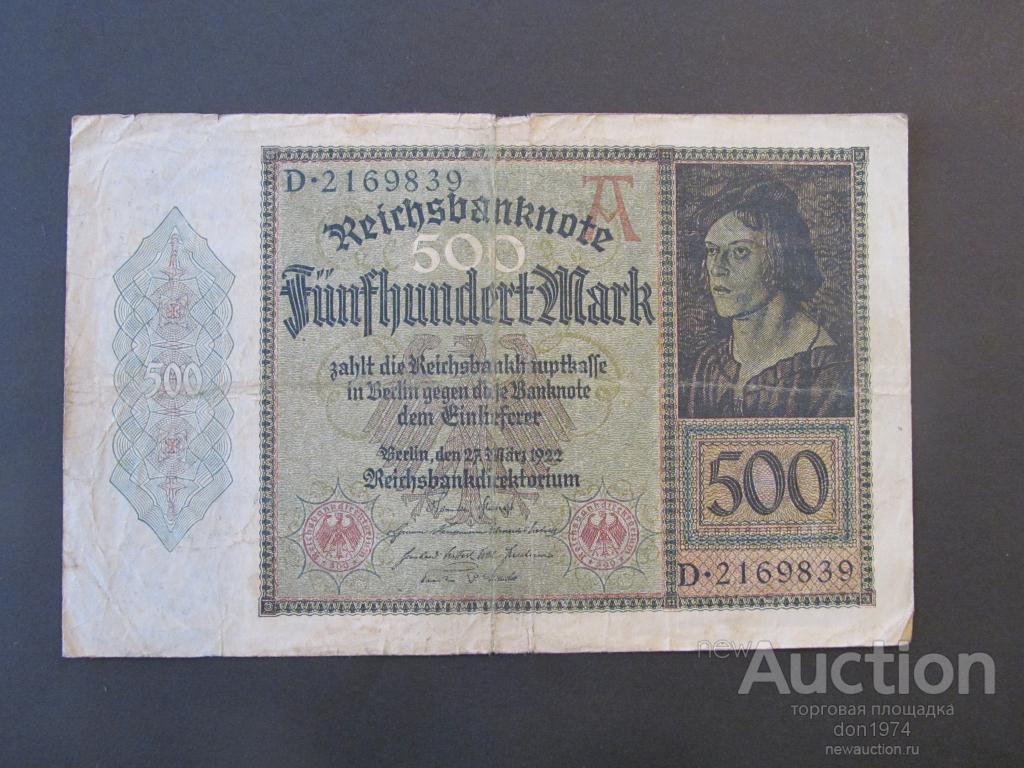 D·2169839
A
Reichsbanknote
500
Fünfhundert Mark
zahlt die Reichsbankhauptkasse
in Berlin gegen diese Banknote
dem Einlieferer
Berlin, den 27. März 1922
Reichsbankdirektorium
500
500
D·2169839
newAuction
торговая площадка
don1974
newauction.ru